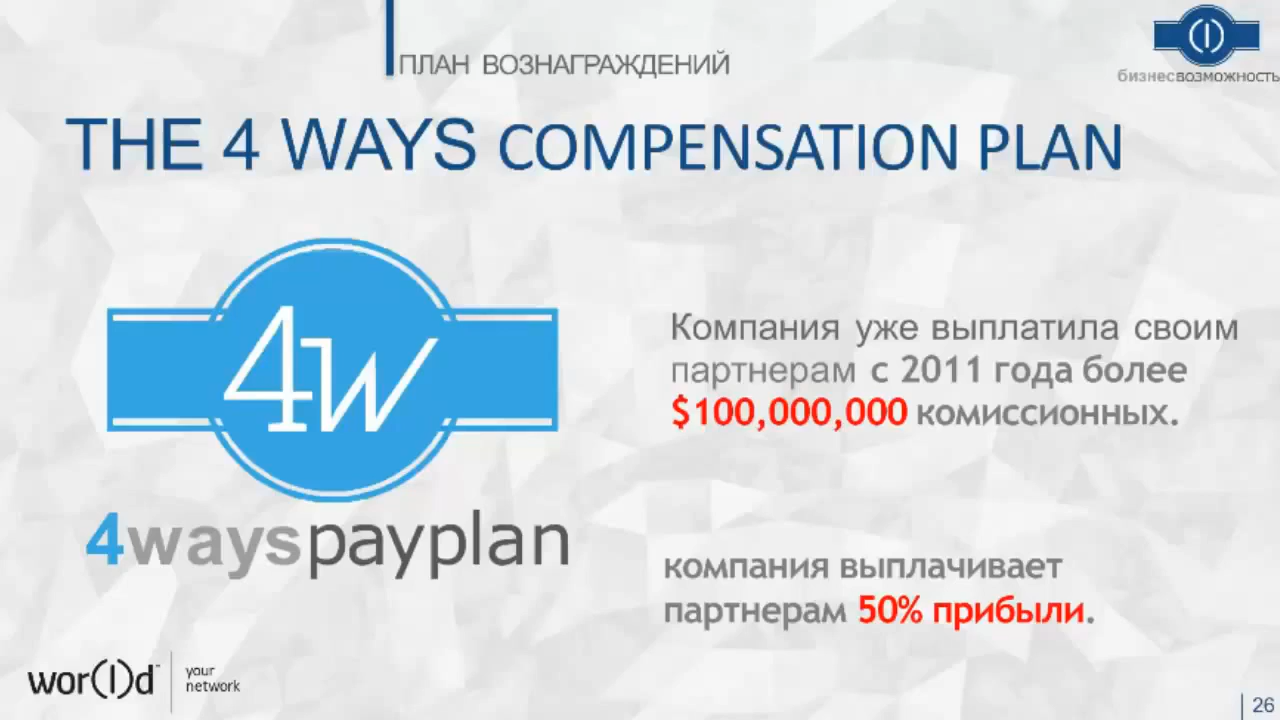 ПЛАН ВОЗНАГРАЖДЕНИЙ
бизнесвозможность
THE 4 WAYS COMPENSATION PLAN
4w
4wayspayplan
Компания уже выплатила своим
партнерам с 2011 года более
$100,000,000 комиссионных.
компания выплачивает
партнерам 50% прибыли.
wor(l)d™
your
network
26